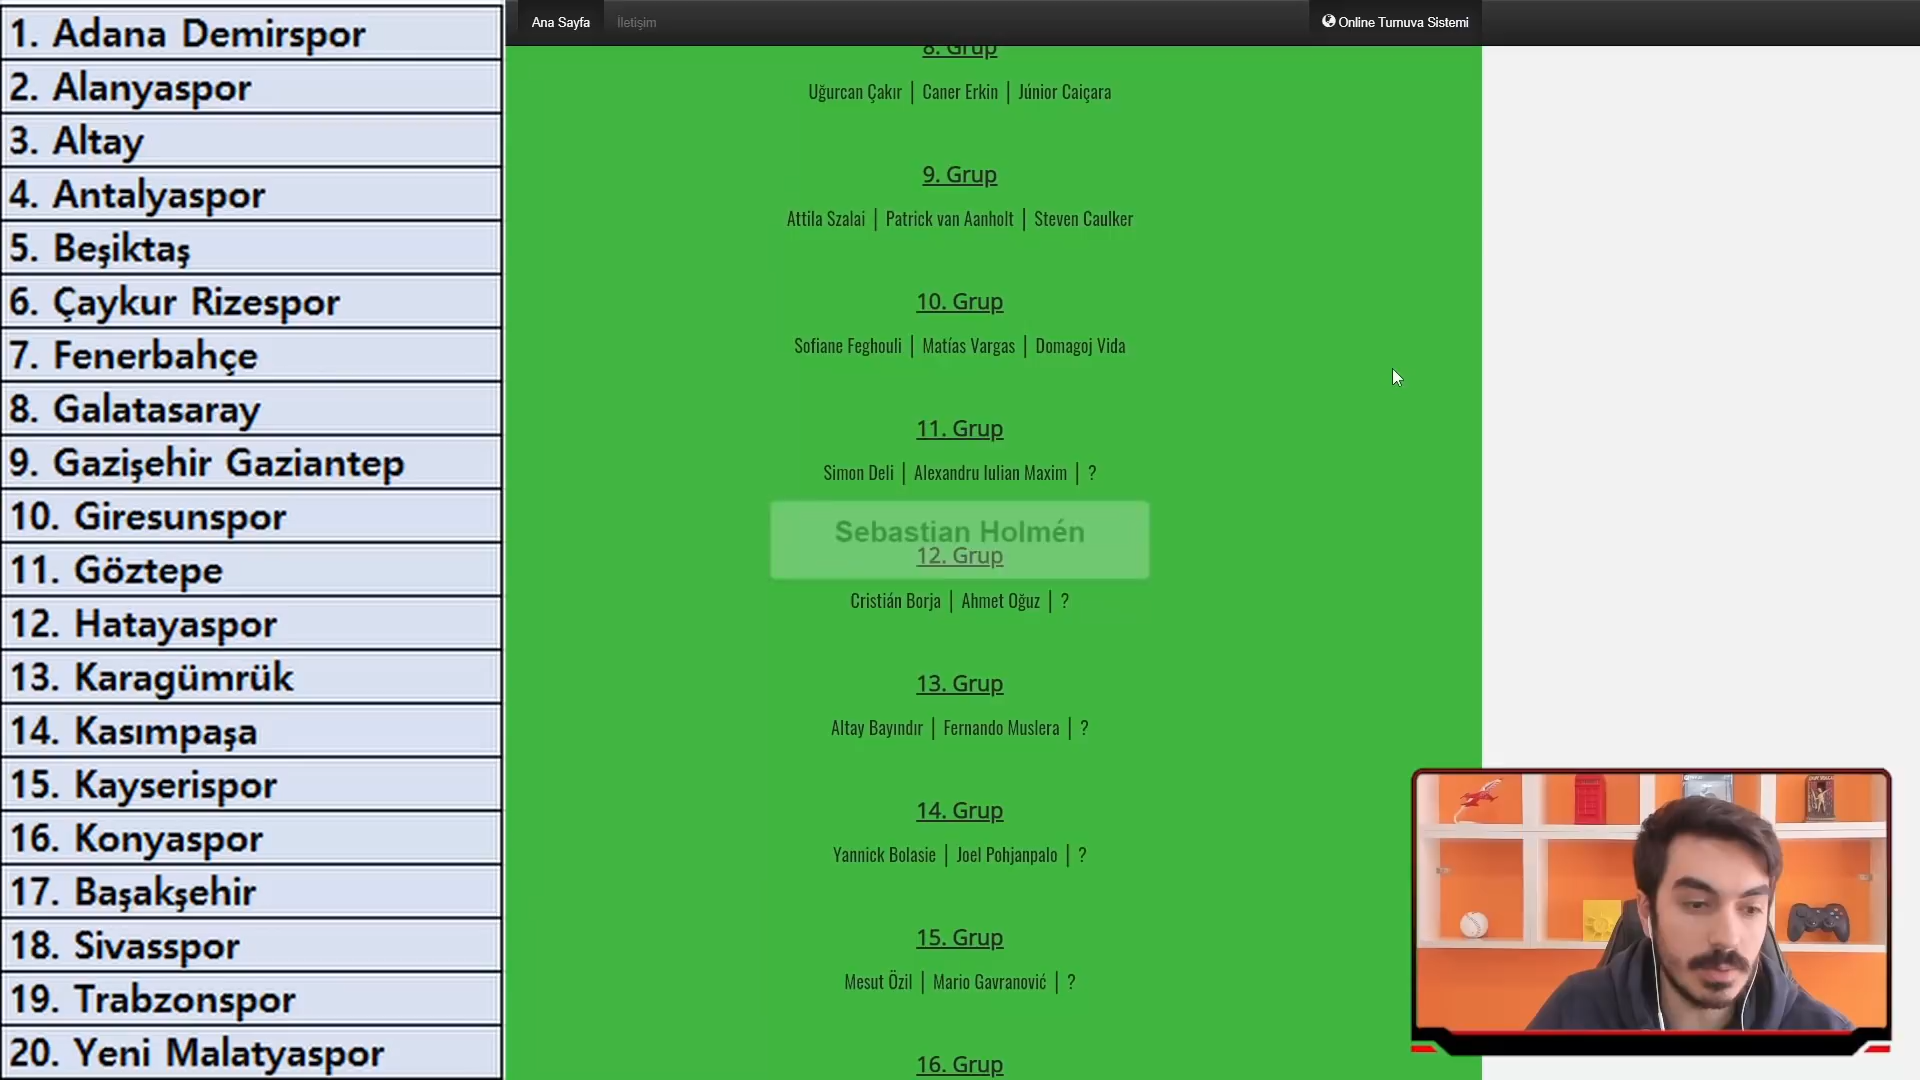 1. Adana Demirspor
2. Alanyaspor
3. Altay
4. Antalyaspor
5. Beşiktaş
6. Çaykur Rizespor
7. Fenerbahçe
8. Galatasaray
9. Gazişehir Gaziantep
10. Giresunspor
11. Göztepe
12. Hatayaspor
13. Karagümrük
14. Kasımpaşa
15. Kayserispor
16. Konyaspor
17. Başakşehir
18. Sivasspor
19. Trabzonspor
20. Yeni Malatyaspor
Ana Sayfa İletişim Online Turnuva Sistemi
8. Grup
Uğurcan Çakır | Caner Erkin | Júnior Caiçara
9. Grup
Attila Szalai | Patrick van Aanholt | Steven Caulker
10. Grup
Sofiane Feghouli | Matías Vargas | Domagoj Vida
11. Grup
Simon Deli | Alexandru Iulian Maxim | ?
Sebastian Holmén
12. Grup
Cristián Borja | Ahmet Oğuz | ?
13. Grup
Altay Bayındır | Fernando Muslera | ?
14. Grup
Yannick Bolasie | Joel Pohjanpalo | ?
15. Grup
Mesut Özil | Mario Gavranović | ?
16. Grup